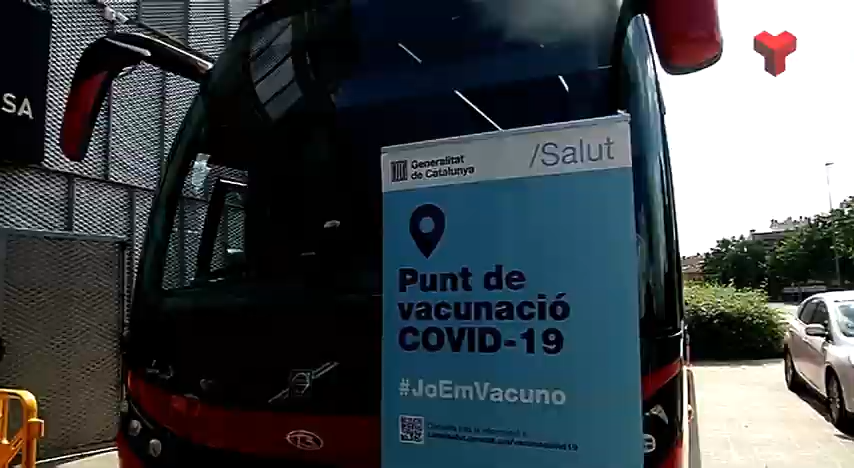 SA
Generalitat
de Catalunya
/Salut
Punt de
vacunació
COVID-19
#JoEmVacuno